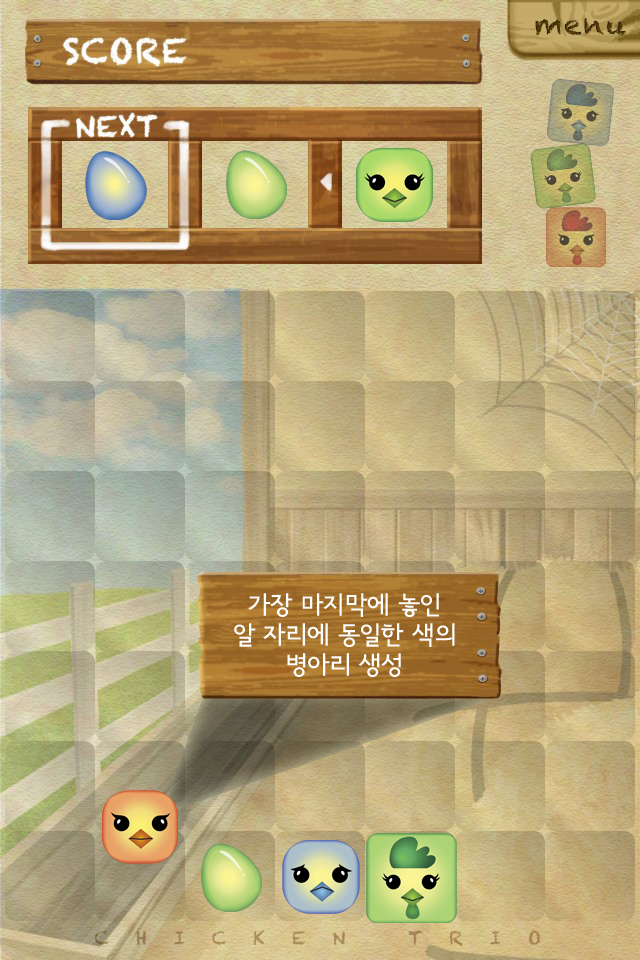 menu
SCORE
NEXT
가장 마지막에 놓인
알 자리에 동일한 색의
병아리 생성
CHICKEN TRIO